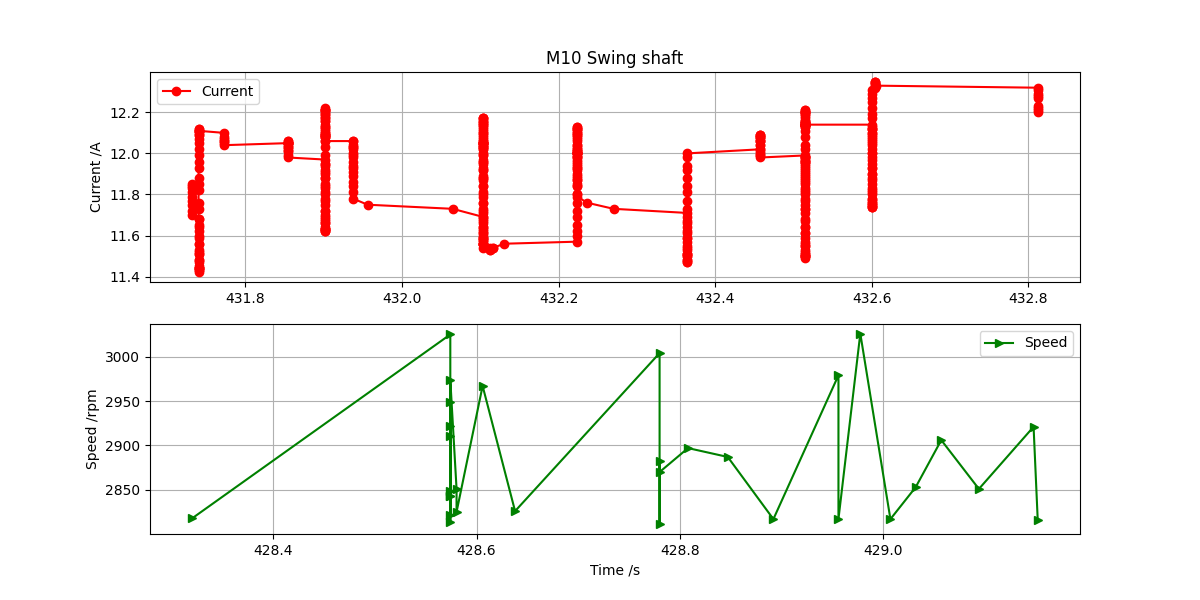 M10 Swing shaft
Current /A
12.2
12.0
11.8
11.6
11.4
Current
431.8 432.0 432.2 432.4 432.6 432.8
Speed /rpm
3000
2950
2900
2850
Speed
428.4 428.6 428.8 429.0
Time /s